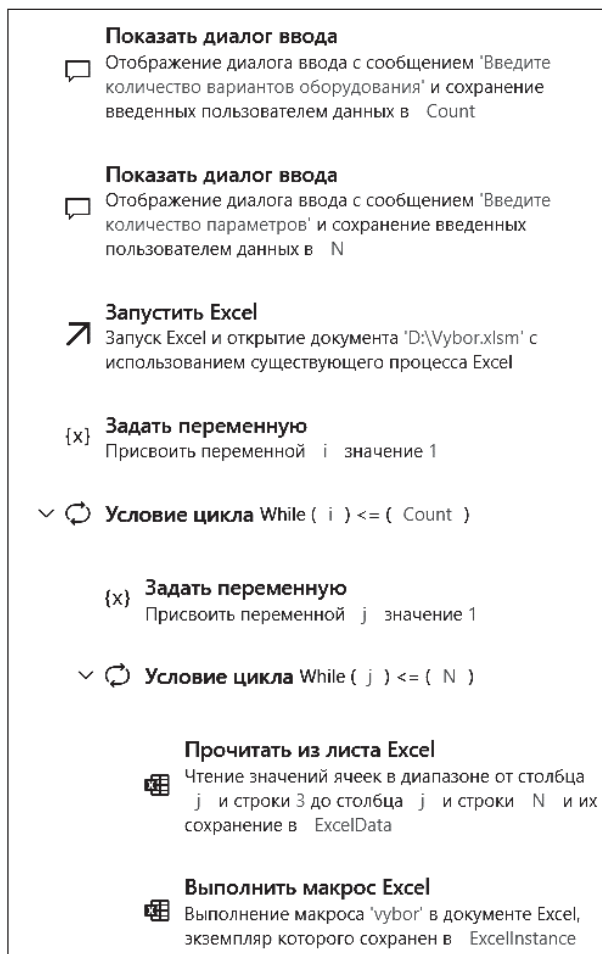 Показать диалог ввода
Отображение диалога ввода с сообщением 'Введите
количество вариантов оборудования' и сохранение
введенных пользователем данных в Count
Показать диалог ввода
Отображение диалога ввода с сообщением 'Введите
количество параметров' и сохранение введенных
пользователем данных в N
Запустить Excel
Запуск Excel и открытие документа 'D:\Vybor.xlsm' с
использованием существующего процесса Excel
{x} Задать переменную
Присвоить переменной i значение 1
Условие цикла While ( i ) <= ( Count )
{x} Задать переменную
Присвоить переменной j значение 1
Условие цикла While ( j ) <= ( N )
Прочитать из листа Excel
Чтение значений ячеек в диапазоне от столбца
j и строки 3 до столбца j и строки N и их
сохранение в ExcelData
Выполнить макрос Excel
Выполнение макроса 'vybor' в документе Excel,
экземпляр которого сохранен в ExcelInstance